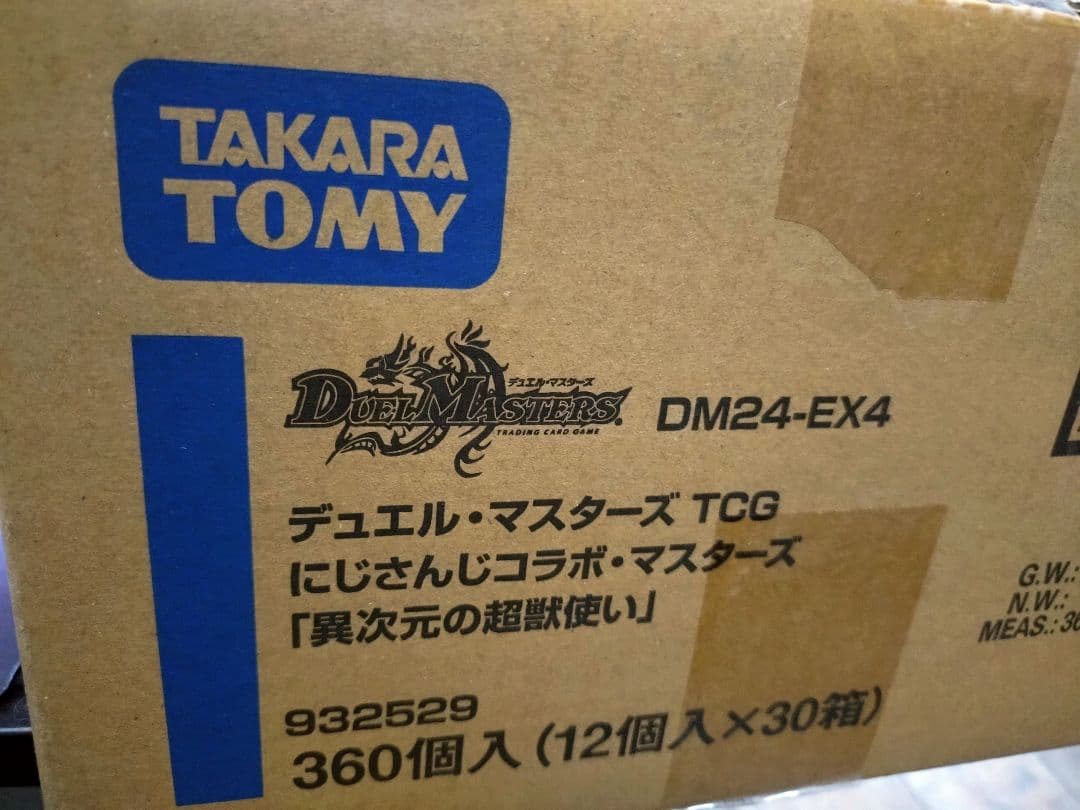 TAKARA
TOMY
デュエル・マスターズ
DUEL MASTERS
TRADING CARD GAME
DM24-EX4
デュエル・マスターズ TCG
にじさんじコラボ・マスターズ
「異次元の超獣使い」
G.W.:
N.W.:
MEAS.:
932529
360個入(12個入×30箱)